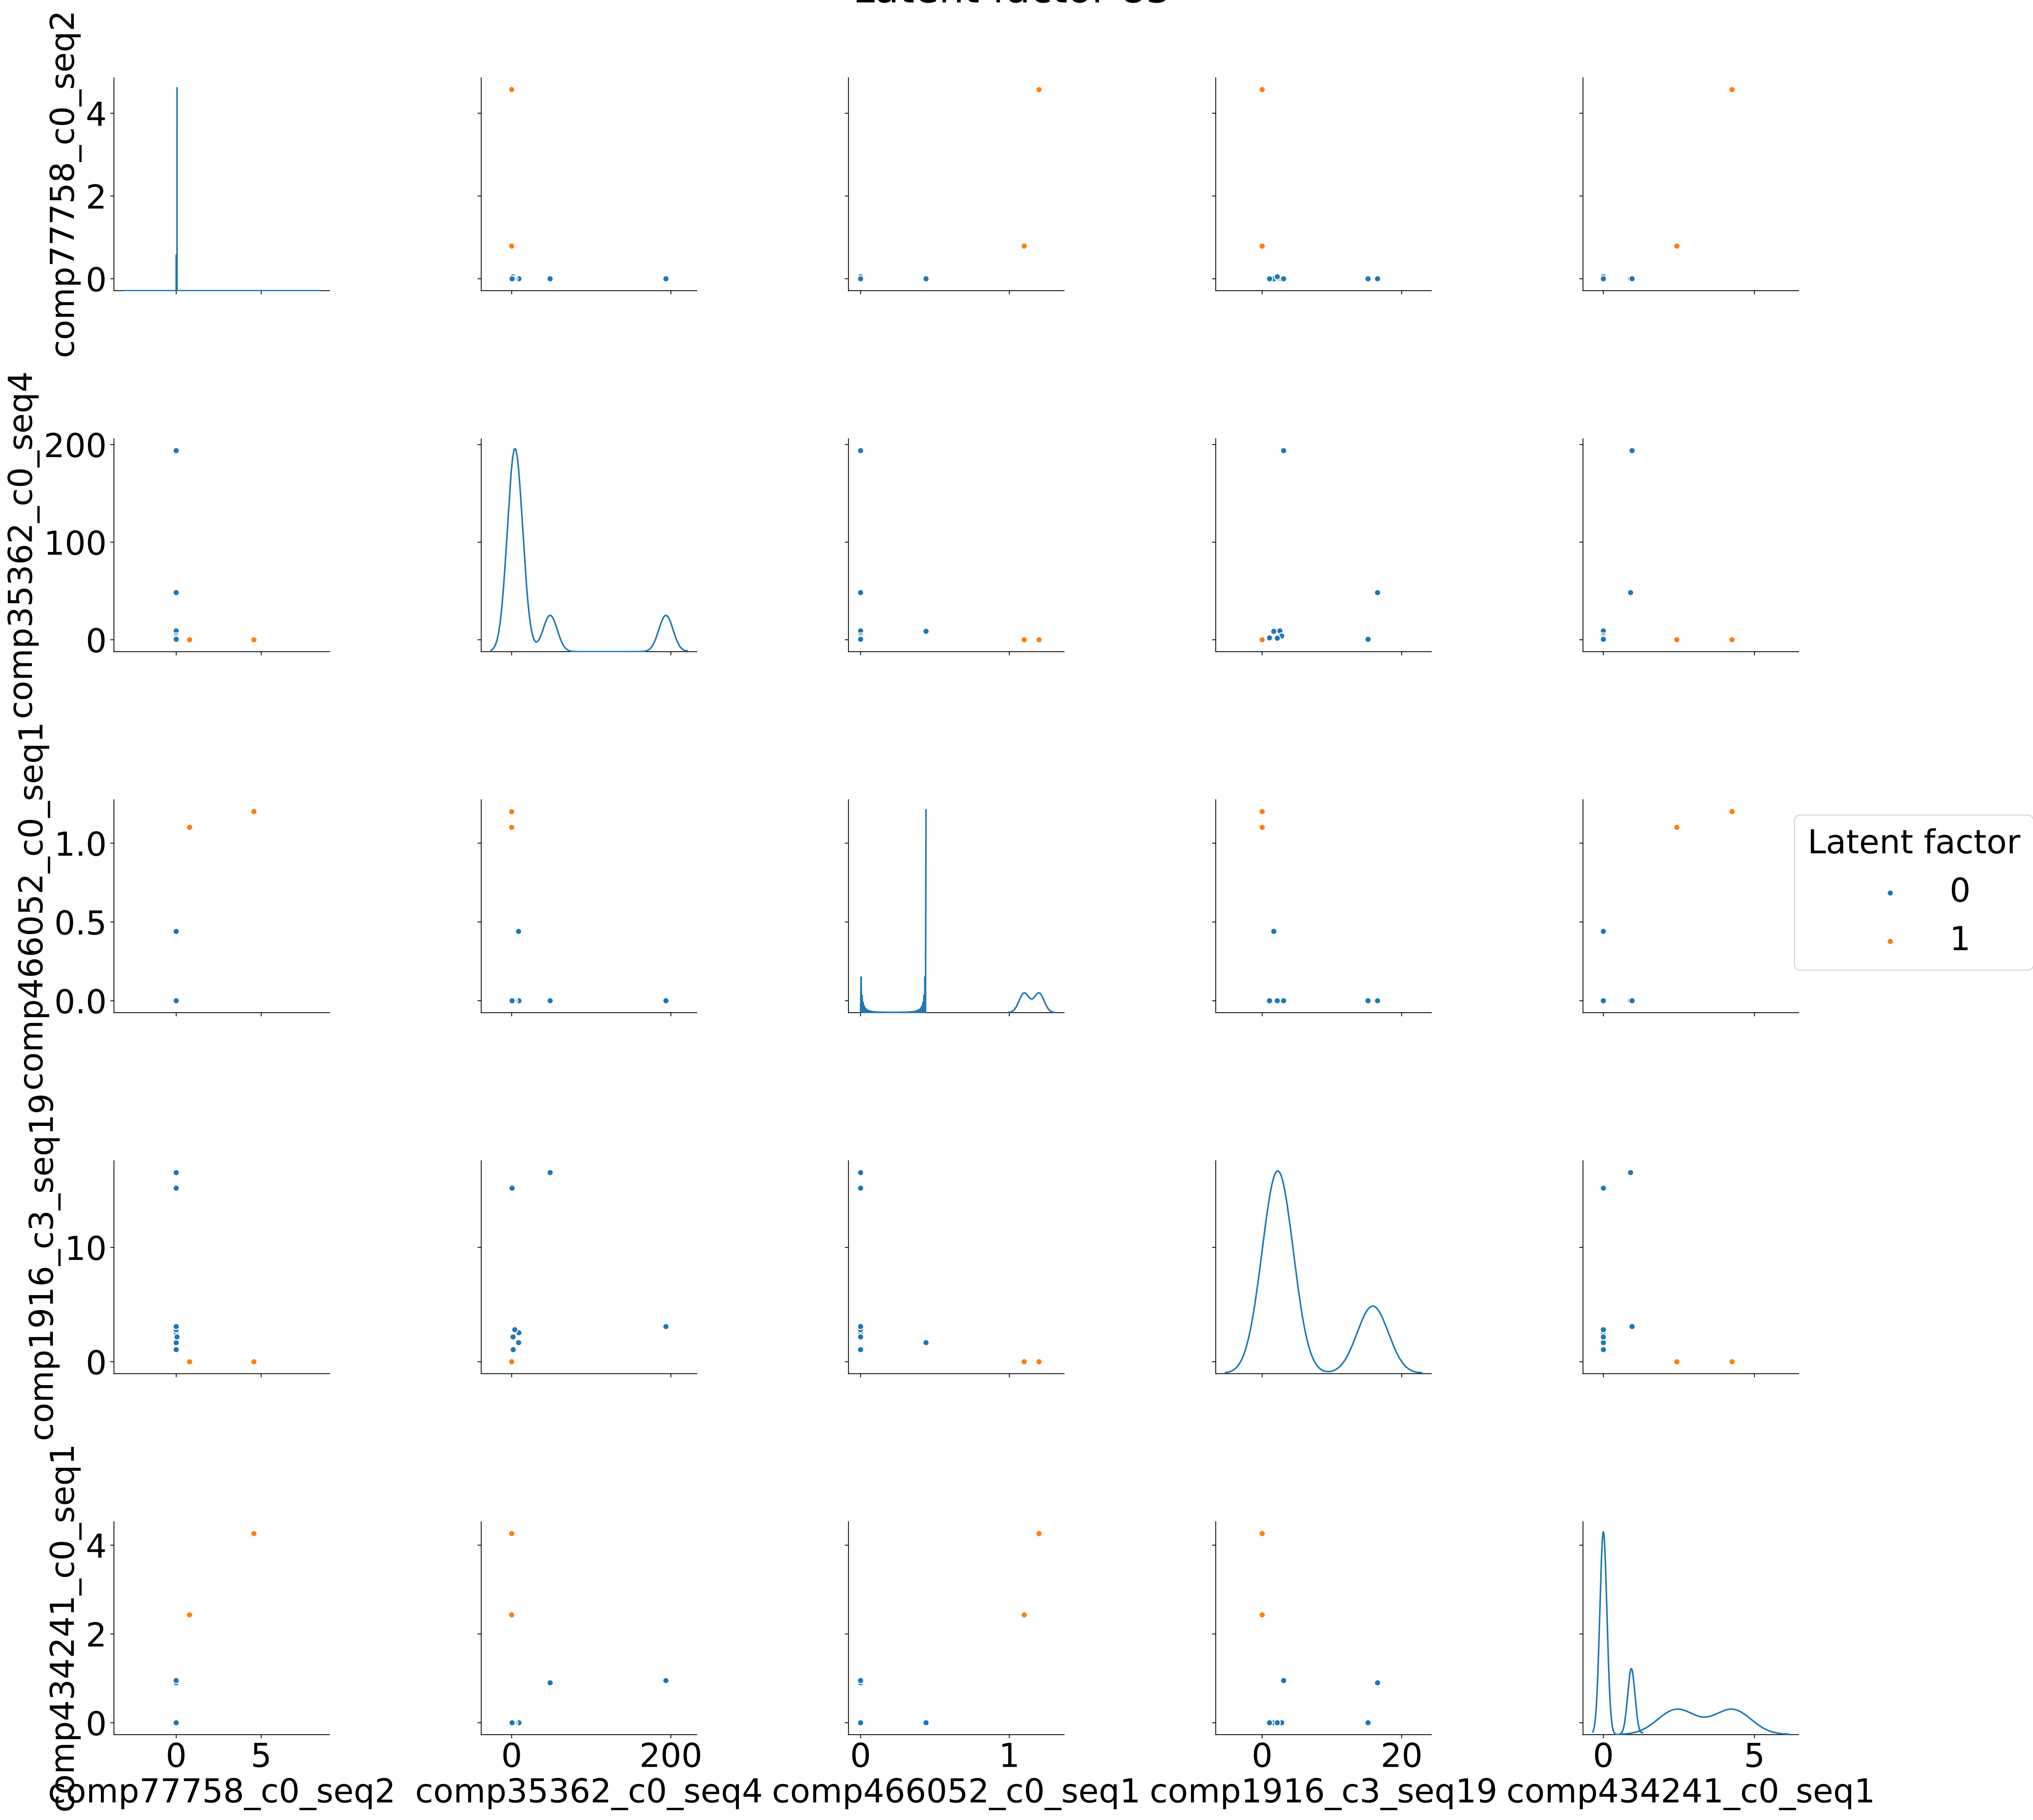 comp77758_c0_seq2
4
2
0
comp35362_c0_seq4
200
100
0
comp466052_c0_seq1
1.0
0.5
0.0
Latent factor
0
1
comp1916_c3_seq19
10
0
comp434241_c0_seq1
4
2
0
0 5 0 200 0 1 0 20 0 5
comp77758_c0_seq2 comp35362_c0_seq4 comp466052_c0_seq1 comp1916_c3_seq19 comp434241_c0_seq1